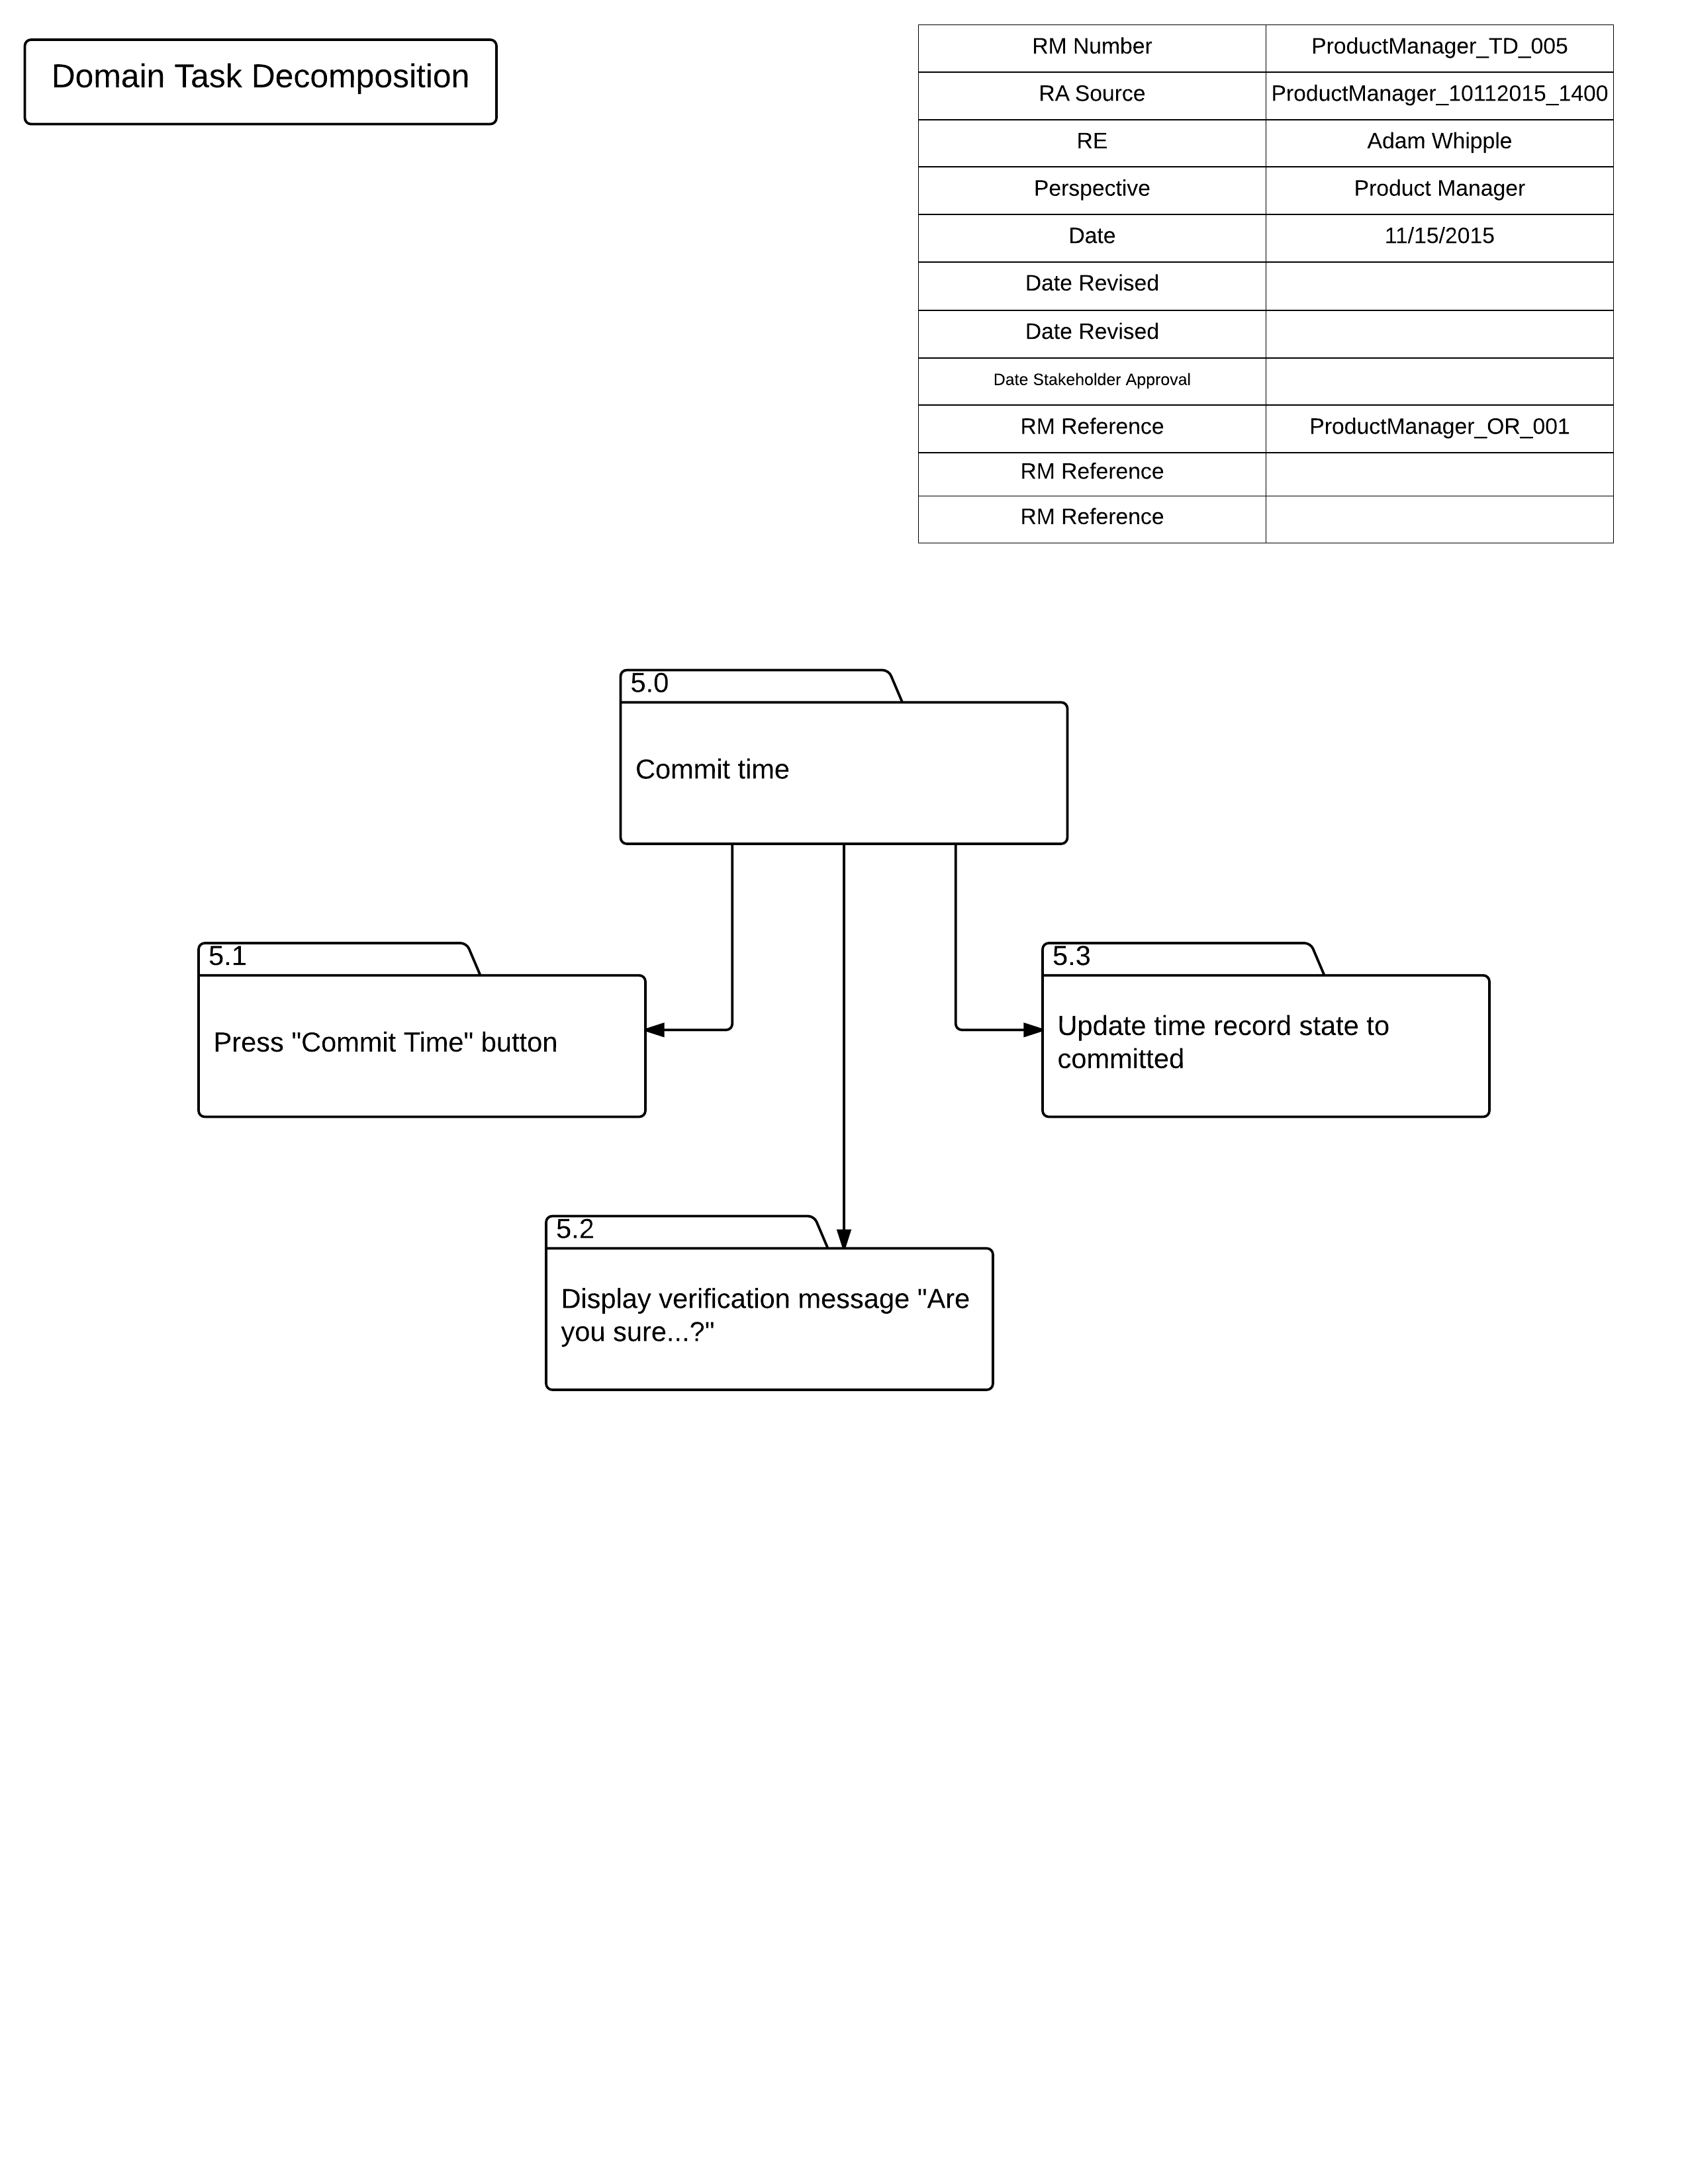 Domain Task Decomposition
RM Number ProductManager_TD_005
RA Source ProductManager_10112015_1400
RE Adam Whipple
Perspective Product Manager
Date 11/15/2015
Date Revised
Date Revised
Date Stakeholder Approval
RM Reference ProductManager_OR_001
RM Reference
RM Reference
5.0
Commit time
5.1
Press "Commit Time" button
5.3
Update time record state to
committed
5.2
Display verification message "Are
you sure...?"